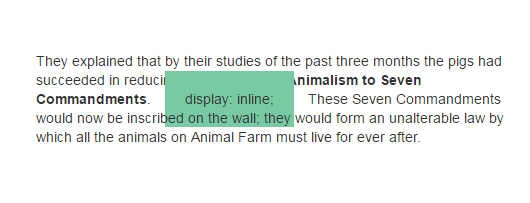 They explained that by their studies of the past three months the pigs had
succeeded in Animalism to Seven
Commandments. display: inline; These Seven Commandments
would now be inscribed on the wall; they would form an unalterable law by
which all the animals on Animal Farm must live for ever after.